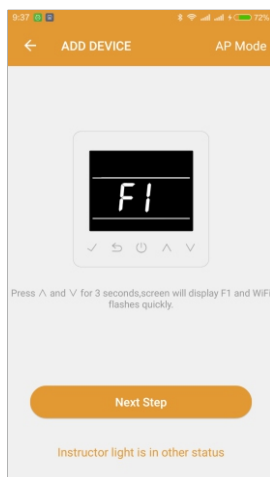 9:37 72%
ADD DEVICE AP Mode
F1
Press ∧ and ∨ for 3 seconds,screen will display F1 and WiFi
flashes quickly.
Next Step
Instructor light is in other status